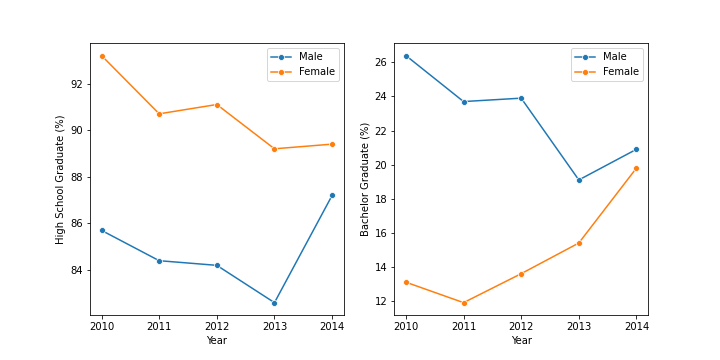 High School Graduate (%)
92
90
88
86
84
2010 2011 2012 2013 2014
Year
Male
Female
Bachelor Graduate (%)
26
24
22
20
18
16
14
12
2010 2011 2012 2013 2014
Year
Male
Female